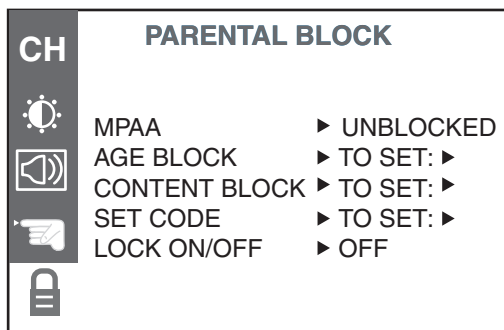 CH
PARENTAL BLOCK
MPAA ▶ UNBLOCKED
AGE BLOCK ▶ TO SET: ▶
CONTENT BLOCK ▶ TO SET: ▶
SET CODE ▶ TO SET: ▶
LOCK ON/OFF ▶ OFF